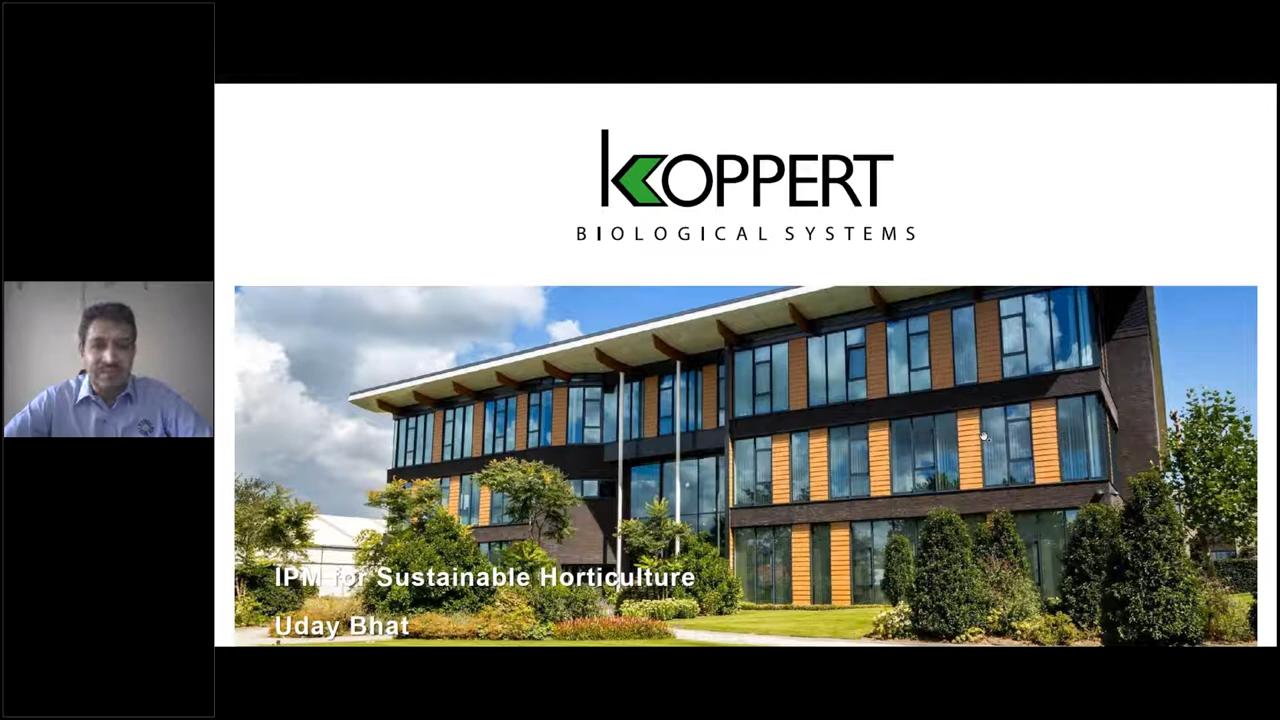 KOPPERT
BIOLOGICAL SYSTEMS
IPM for Sustainable Horticulture
Uday Bhat